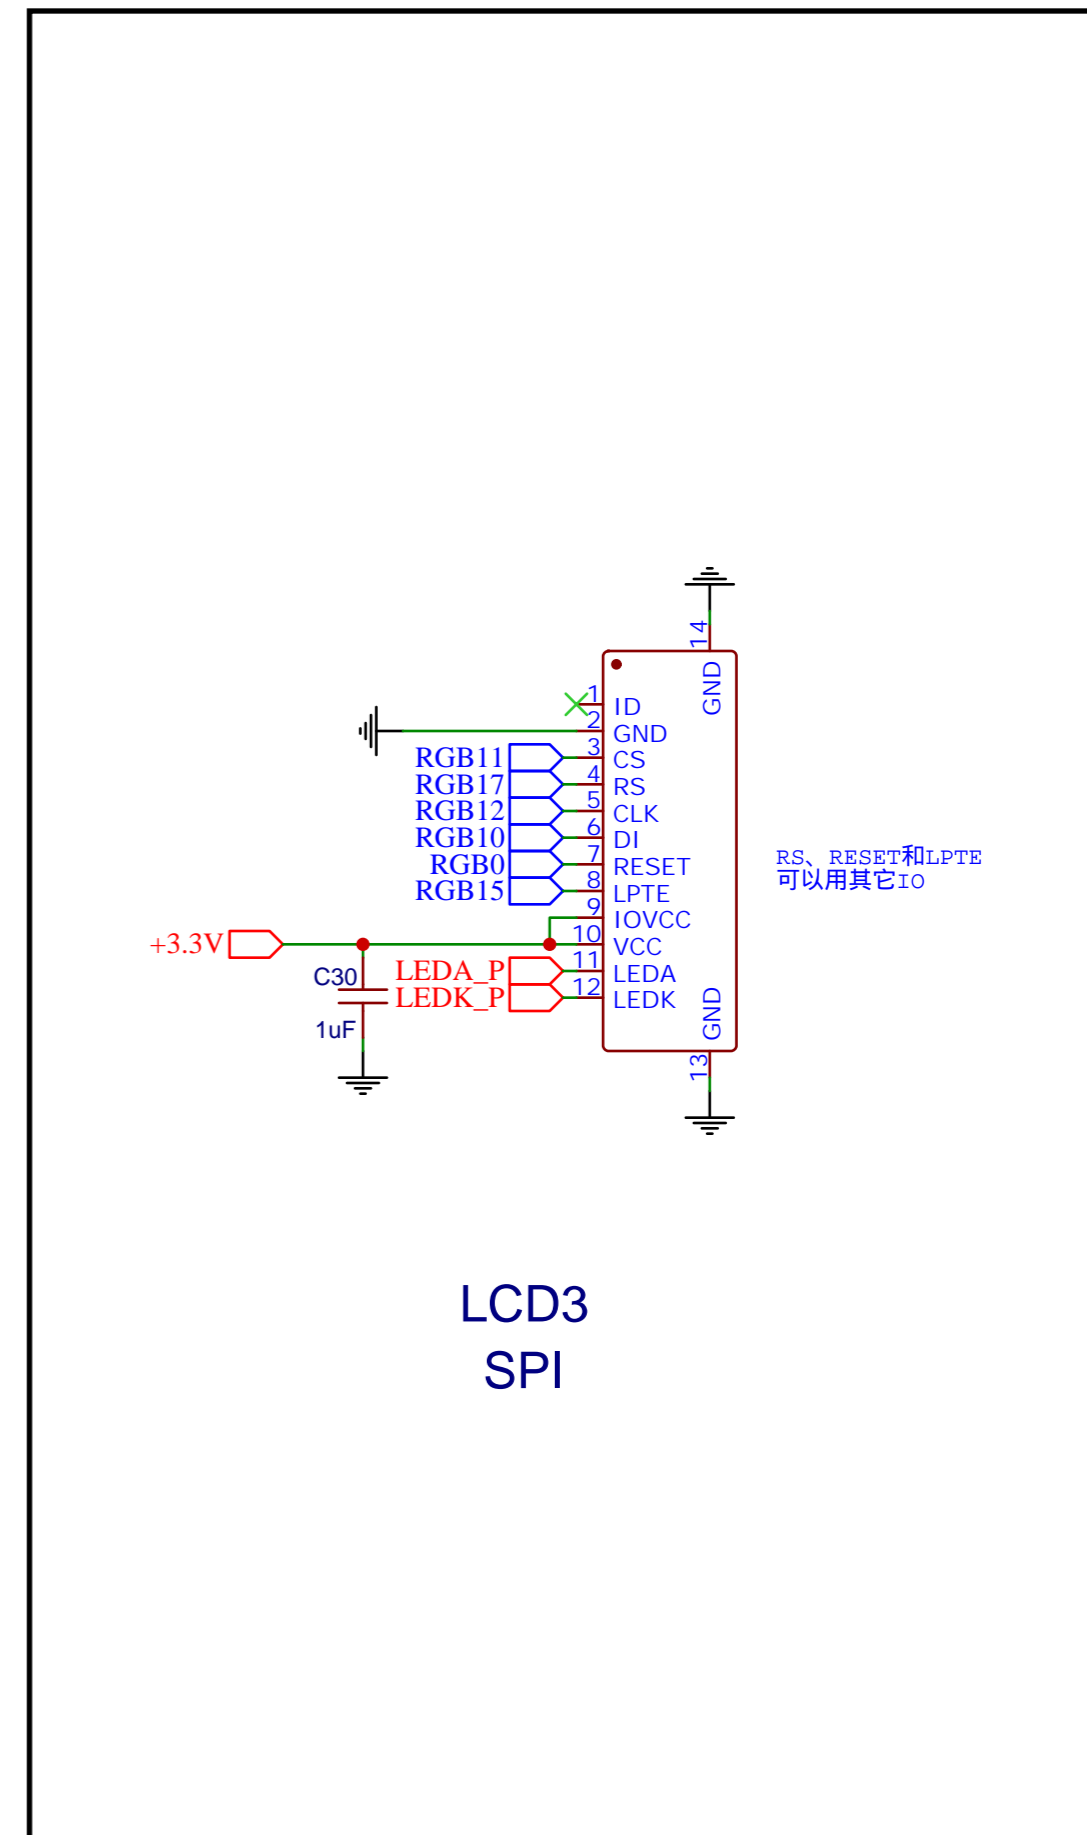 14
GND
1 ID
2 GND
RGB11 3 CS
RGB17 4 RS
RGB12 5 CLK
RGB10 6 DI
RGB0 7 RESET
RGB15 8 LPTE
9 IOVCC
+3.3V 10 VCC
LEDA_P 11 LEDA
LEDK_P 12 LEDK
C30
1uF
GND
13
RS、RESET和LPTE
可以用其它IO
LCD3
SPI